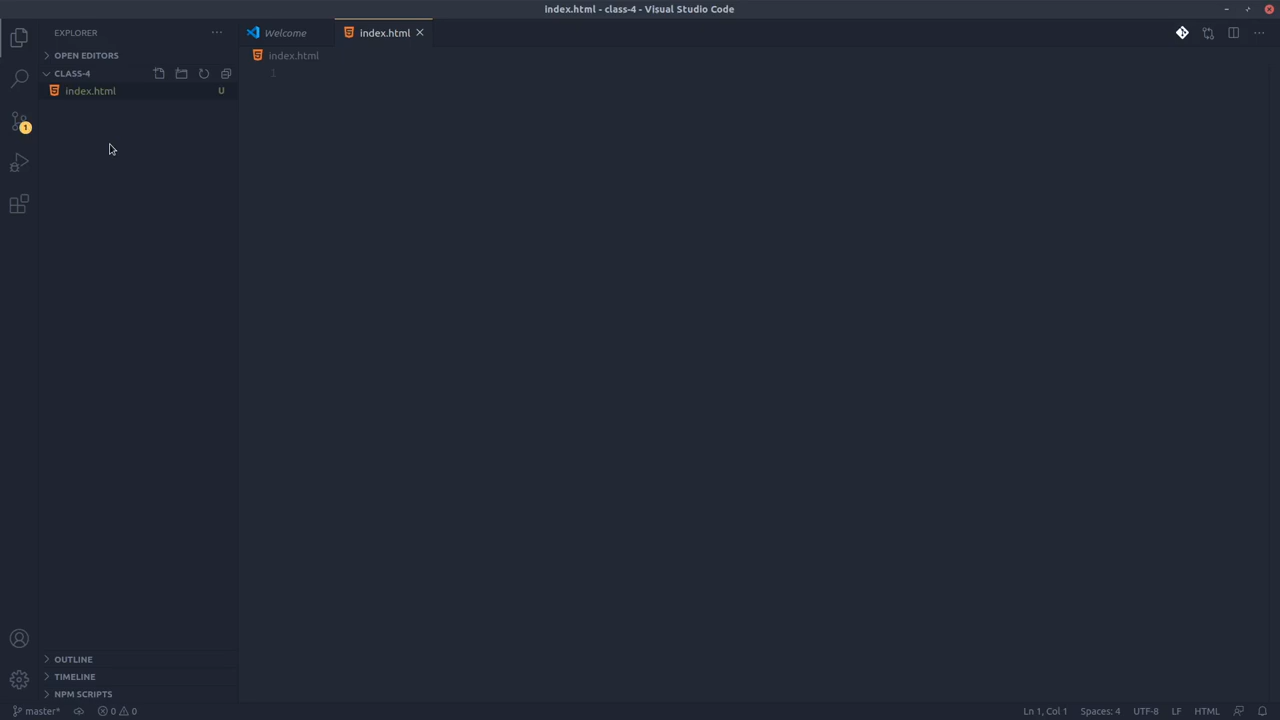 index.html - class-4 - Visual Studio Code
EXPLORER
Welcome
index.html
OPEN EDITORS
index.html
CLASS-4
1
index.html U
1
OUTLINE
TIMELINE
NPM SCRIPTS
master* 0 0 Ln 1, Col 1 Spaces: 4 UTF-8 LF HTML